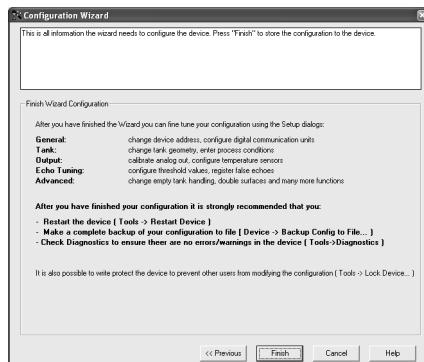 Configuration Wizard
This is all information the wizard needs to configure the device. Press "Finish" to store the configuration to the device.
Finish Wizard Configuration
After you have finished the Wizard you can fine tune your configuration using the Setup dialogs:
General: change device address, configure digital communication units
Tank: change tank geometry, enter process conditions
Output: calibrate analog out, configure temperature sensors
Echo Tuning: configure threshold values, register false echoes
Advanced: change empty tank handling, double surfaces and many more functions
After you have finished your configuration it is strongly recommended that you:
- Restart the device ( Tools -> Restart Device )
- Make a complete backup of your configuration to file [ Device -> Backup Config to File... )
- Check Diagnostics to ensure theer are no errors/warnings in the device ( Tools->Diagnostics )
It is also possible to write protect the device to prevent other users from modifying the configuration ( Tools -> Lock Device... )
<< Previous Finish Cancel Help